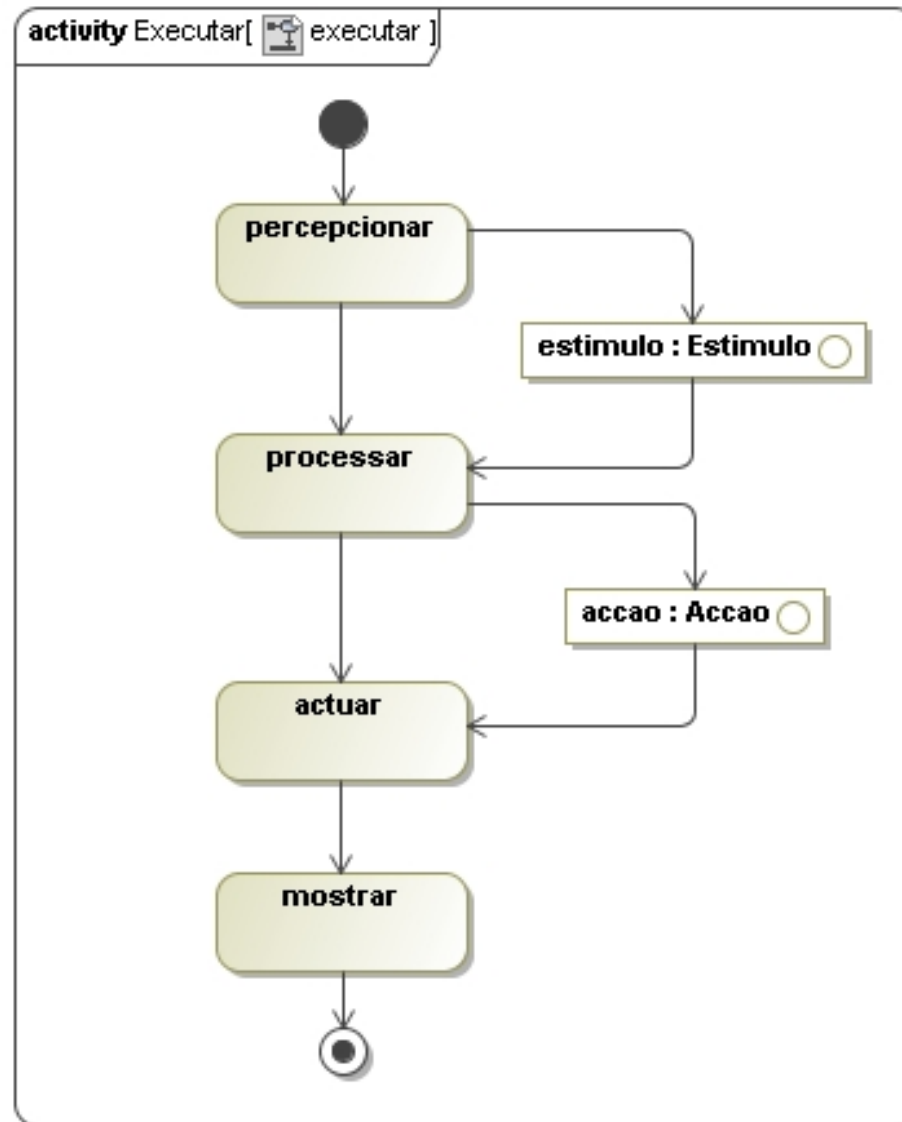 activity Executar[ executar ]
percepcionar
estimulo : Estimulo
processar
accao : Accao
actuar
mostrar